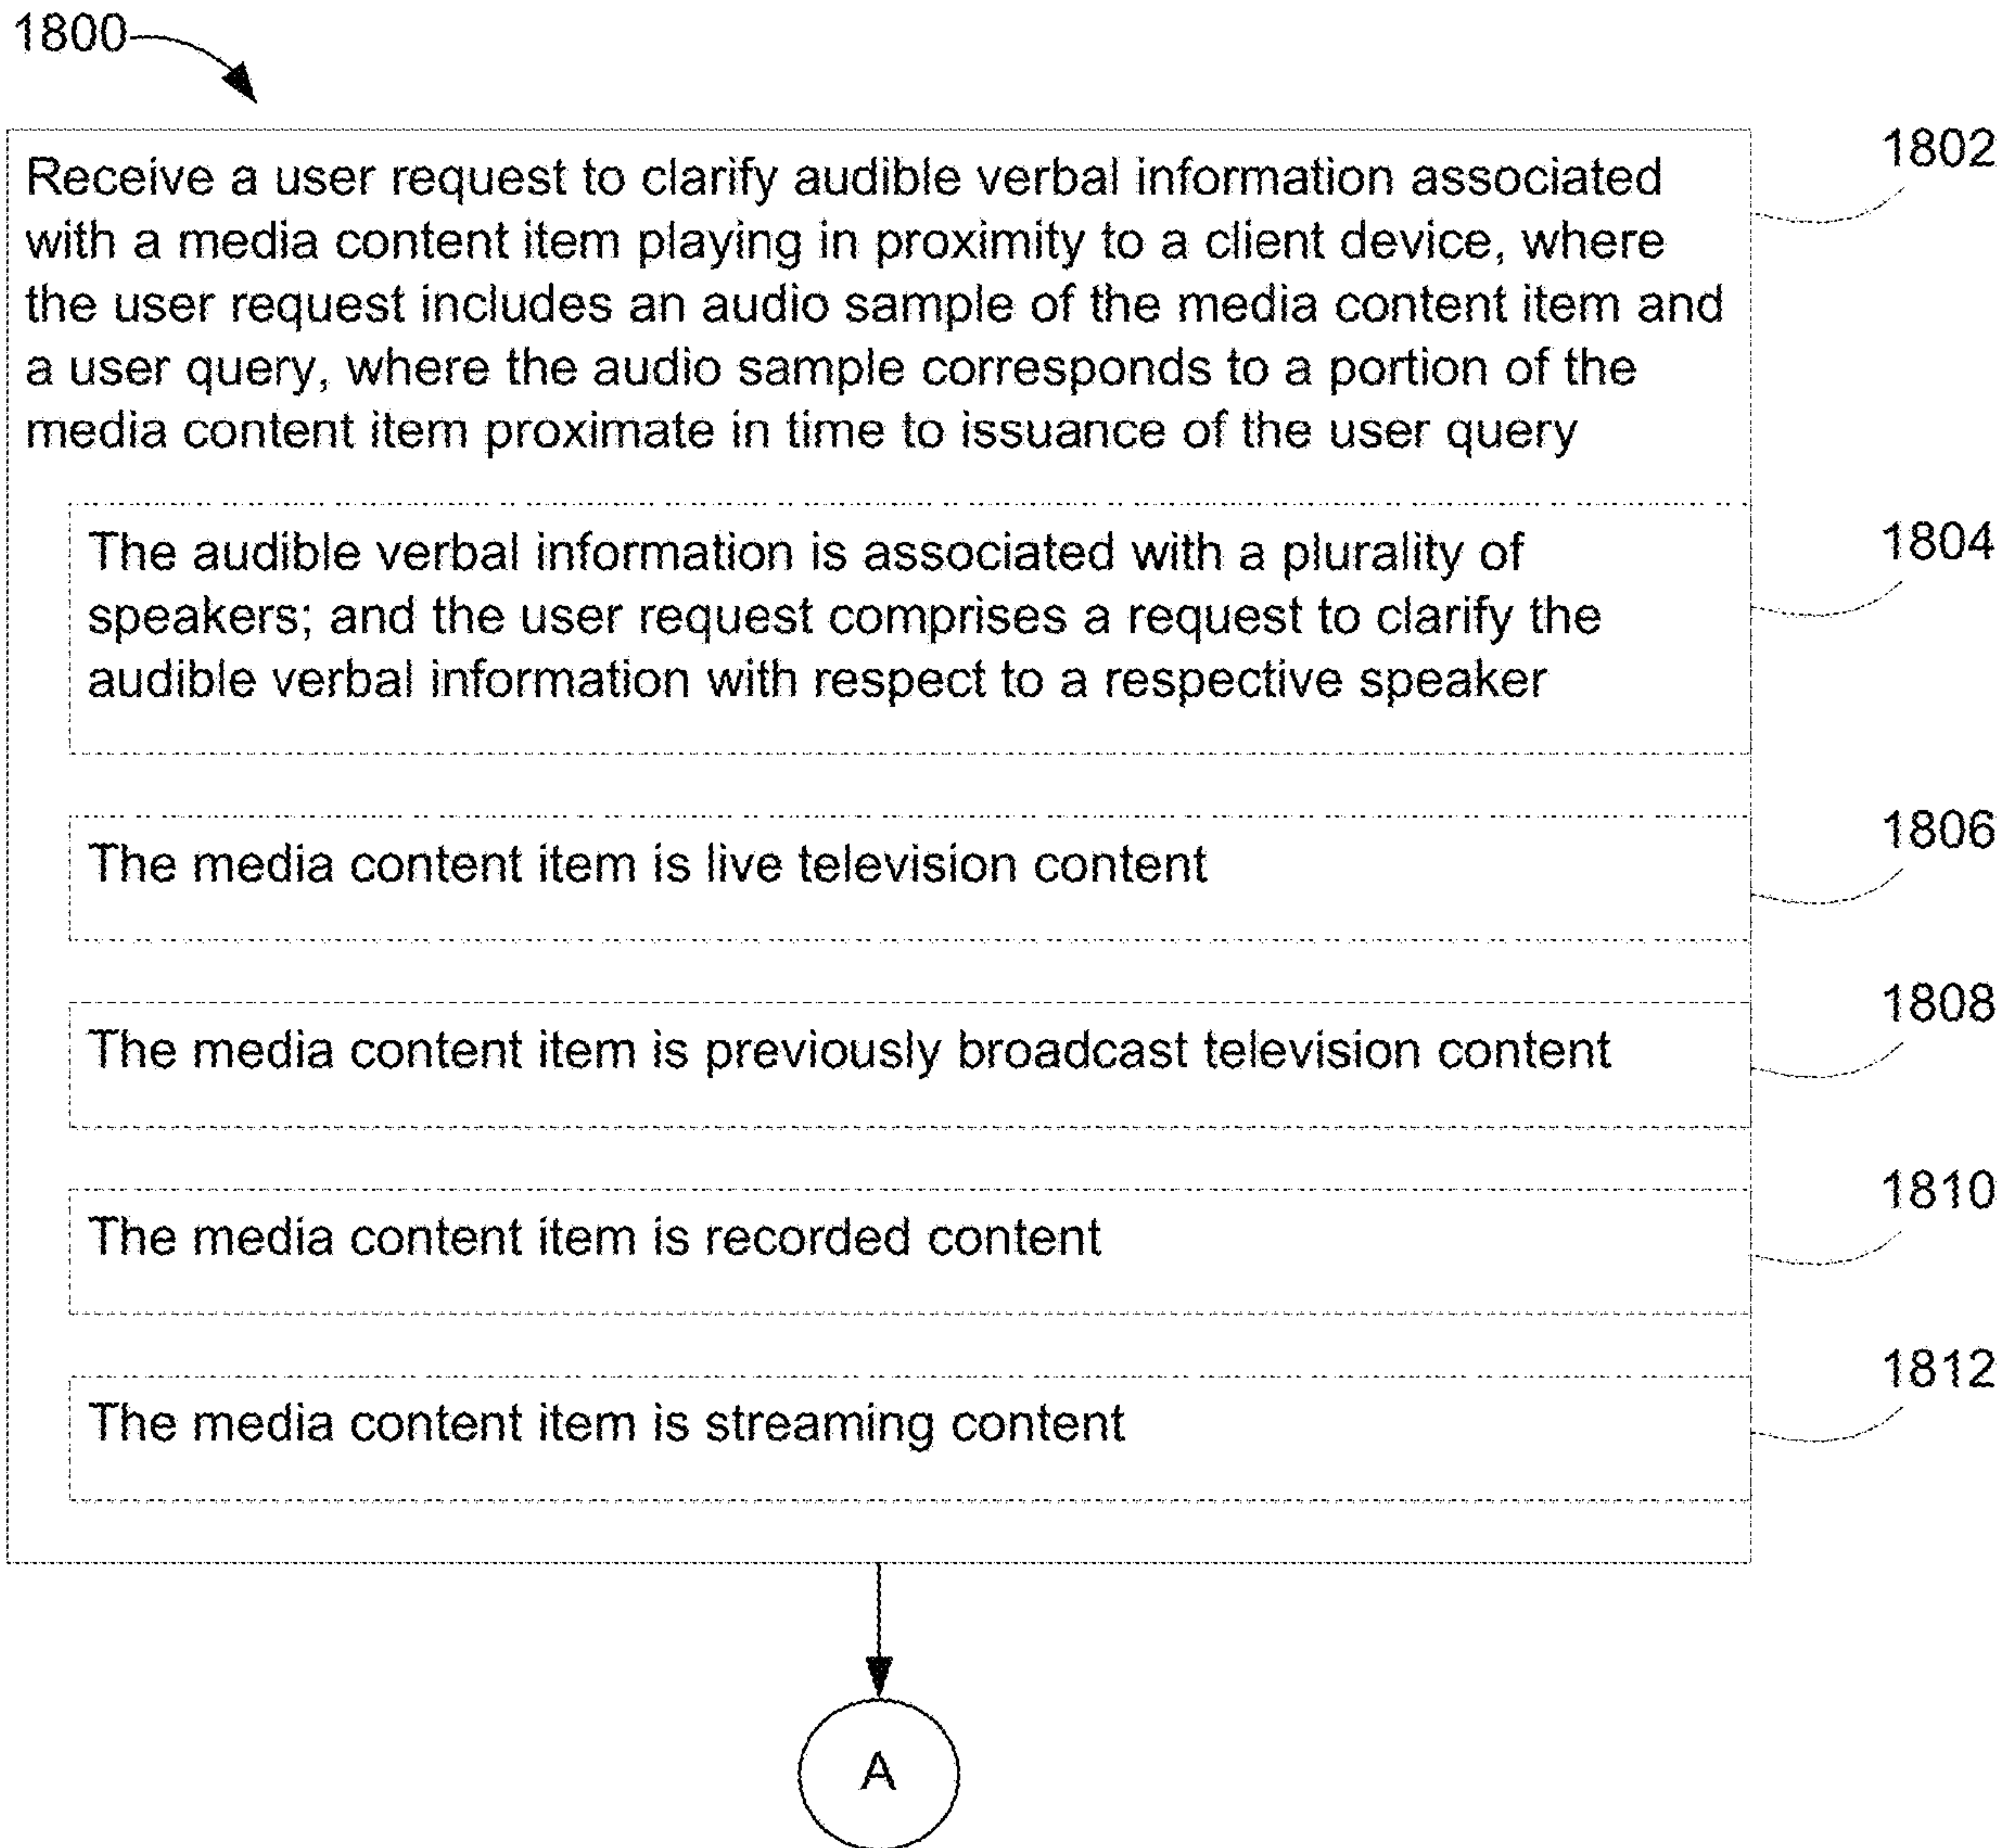 1800
1802
Receive a user request to clarify audible verbal information associated
with a media content item playing in proximity to a client device, where
the user request includes an audio sample of the media content item and
a user query, where the audio sample corresponds to a portion of the
media content item proximate in time to issuance of the user query
1804
The audible verbal information is associated with a plurality of
speakers; and the user request comprises a request to clarify the
audible verbal information with respect to a respective speaker
1806
The media content item is live television content
1808
The media content item is previously broadcast television content
1810
The media content item is recorded content
1812
The media content item is streaming content
A